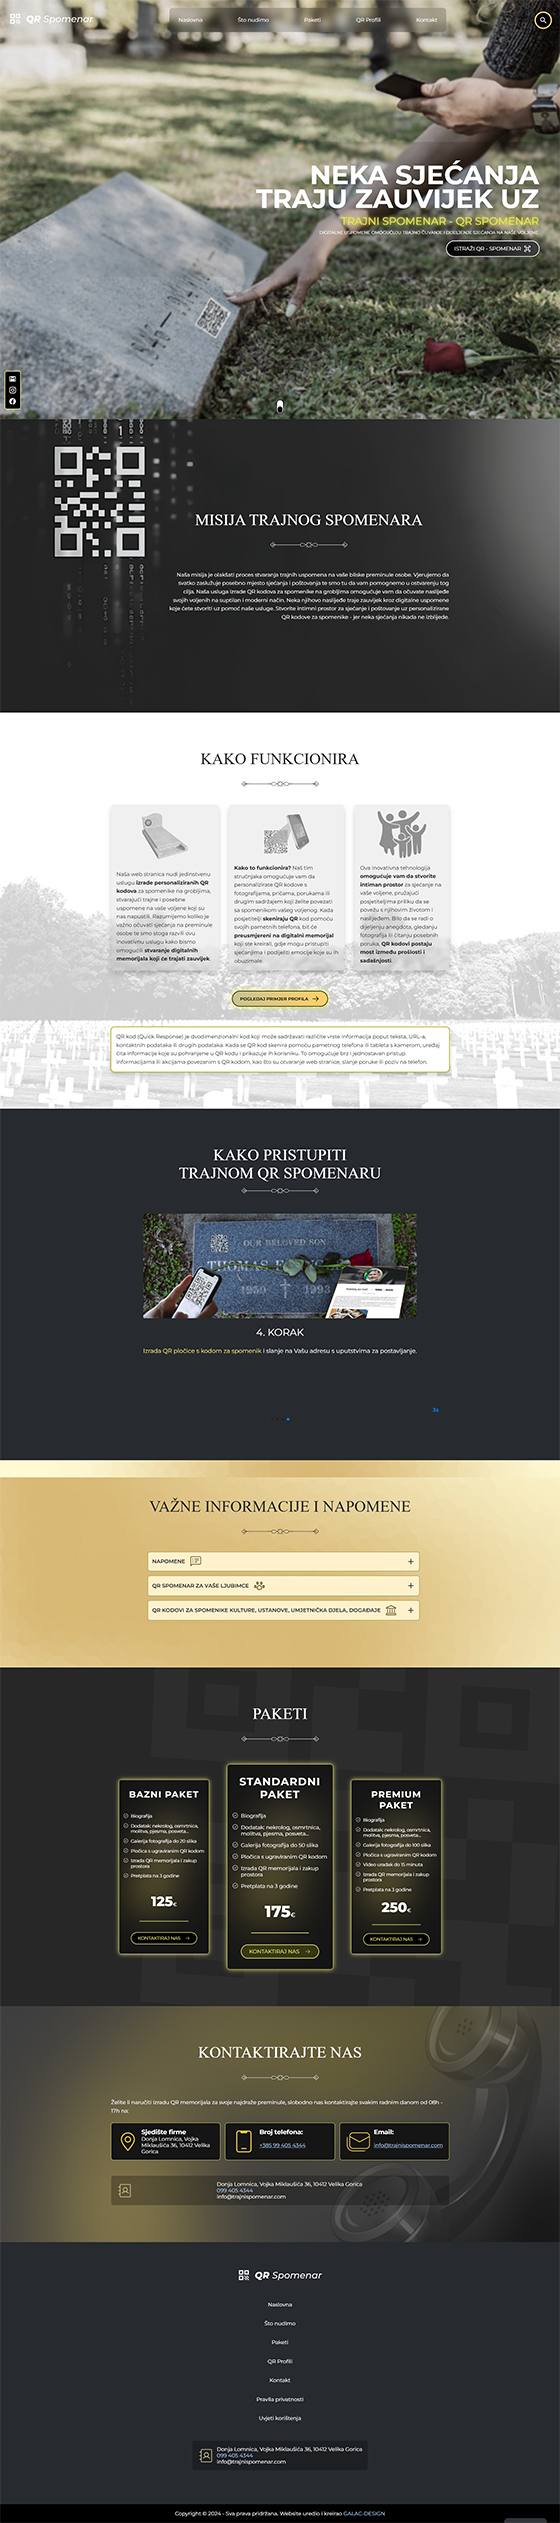 QR Spomenar
Naslovna Što nudimo Paketi QR Profili Kontakt
NEKA SJEĆANJA
TRAJU ZAUVIJEK UZ
TRAJNI SPOMENAR - QR SPOMENAR
DIGITALNE USPOMENE OMOGUĆUJU TRAJNO ČUVANJE I DIJELJENJE SJEĆANJA NA NAŠE VOLJENE.
ISTRAŽI QR - SPOMENAR
MISIJA TRAJNOG SPOMENARA
Naša misija je olakšati proces stvaranja trajnih uspomena na vaše bliske preminule osobe. Vjerujemo da
svatko zaslužuje posebno mjesto sjećanja i poštovanja te smo tu da vam pomognemo u ostvarenju tog
cilja. Naša usluga izrade QR kodova za spomenike na grobljima omogućuje vam da očuvate naslijeđe
svojih voljenih na suptilan i moderni način. Neka njihovo naslijeđe traje zauvijek kroz digitalne uspomene
koje ćete stvoriti uz pomoć naše usluge. Stvorite intimni prostor za sjećanje i poštovanje uz personalizirane
QR kodove za spomenike - jer neka sjećanja nikada ne izblijede.
KAKO FUNKCIONIRA
Naša web stranica nudi jedinstvenu
uslugu izrade personaliziranih QR
kodova za spomenike na grobljima,
stvarajući trajne i posebne
uspomene na vaše voljene koji su
nas napustili. Razumijemo koliko je
važno očuvati sjećanja na preminule
osobe te smo stoga razvili ovu
inovativnu uslugu kako bismo
omogućili stvaranje digitalnih
memorijala koji će trajati zauvijek.
Kako to funkcionira? Naš tim
stručnjaka omogućuje vam da
personalizirate QR kodove s
fotografijama, pričama, porukama ili
drugim sadržajem koji želite povezati
sa spomenikom vašeg voljenog. Kada
posjetitelji skeniraju QR kod pomoću
svojih pametnih telefona, bit će
preusmjereni na digitalni memorijal
koji ste kreirali, gdje mogu pristupiti
sjećanjima i podijeliti emocije koje su ih
obuzimale.
Ova inovativna tehnologija
omogućuje vam da stvorite
intiman prostor za sjećanje na
vaše voljene, pružajući
posjetiteljima priliku da se
povežu s njihovim životom i
naslijeđem. Bilo da se radi o
dijeljenju anegdota, gledanju
fotografija ili čitanju posebnih
poruka, QR kodovi postaju
most između prošlosti i
sadašnjosti.
POGLEDAJ PRIMJER PROFILA
QR kod (Quick Response) je dvodimenzionalni kod koji može sadržavati različite vrste informacija poput teksta, URL-a,
kontaktnih podataka ili drugih podataka. Kada se QR kod skenira pomoću pametnog telefona ili tableta s kamerom, uređaj
čita informacije koje su pohranjene u QR kodu i prikazuje ih korisniku. To omogućuje brz i jednostavan pristup
informacijama ili akcijama povezanim s QR kodom, kao što su otvaranje web stranice, slanje poruke ili poziv na telefon.
KAKO PRISTUPITI
TRAJNOM QR SPOMENARU
OUR BELOVED SON
1959 1993
4. KORAK
Izrada QR pločice s kodom za spomenik i slanje na Vašu adresu s uputstvima za postavljanje.
3s
VAŽNE INFORMACIJE I NAPOMENE
NAPOMENE
QR SPOMENAR ZA VAŠE LJUBIMCE
QR KODOVI ZA SPOMENIKE KULTURE, USTANOVE, UMJETNIČKA DJELA, DOGAĐAJE
PAKETI
BAZNI PAKET
Biografija
Dodatak: nekrolog, osmrtnica,
molitva, pjesma, posveta...
Galerija fotografija do 20 slika
Pločica s ugraviranim QR kodom
Izrada QR memorijala i zakup
prostora
Pretplata na 3 godine
125€
KONTAKTIRAJ NAS
STANDARDNI
PAKET
Biografija
Dodatak: nekrolog, osmrtnica,
molitva, pjesma, posveta...
Galerija fotografija do 50 slika
Pločica s ugraviranim QR kodom
Izrada QR memorijala i zakup
prostora
Pretplata na 3 godine
175€
KONTAKTIRAJ NAS
PREMIUM
PAKET
Biografija
Dodatak: nekrolog, osmrtnica,
molitva, pjesma, posveta...
Galerija fotografija do 100 slika
Pločica s ugraviranim QR kodom
Video uradak do 15 minuta
Izrada QR memorijala i zakup
prostora
Pretplata na 3 godine
250€
KONTAKTIRAJ NAS
KONTAKTIRAJTE NAS
Želite li naručiti izradu QR memorijala za svoje najdraže preminule, slobodno nas kontaktirajte svakim radnim danom od 08h -
17h na:
Sjedište firme
Donja Lomnica, Vojka
Miklaušića 36, 10412 Velika
Gorica
Broj telefona:
+385 99 405 4344
Email:
info@trajnispomenar.com
Donja Lomnica, Vojka Miklaušića 36, 10412 Velika Gorica
099 405 4344
info@trajnispomenar.com
QR Spomenar
Naslovna
Što nudimo
Paketi
QR Profili
Kontakt
Pravila privatnosti
Uvjeti korištenja
Donja Lomnica, Vojka Miklaušića 36, 10412 Velika Gorica
099 405 4344
info@trajnispomenar.com
Copyright © 2024 - Sva prava pridržana. Website uredio i kreirao GALAC-DESIGN